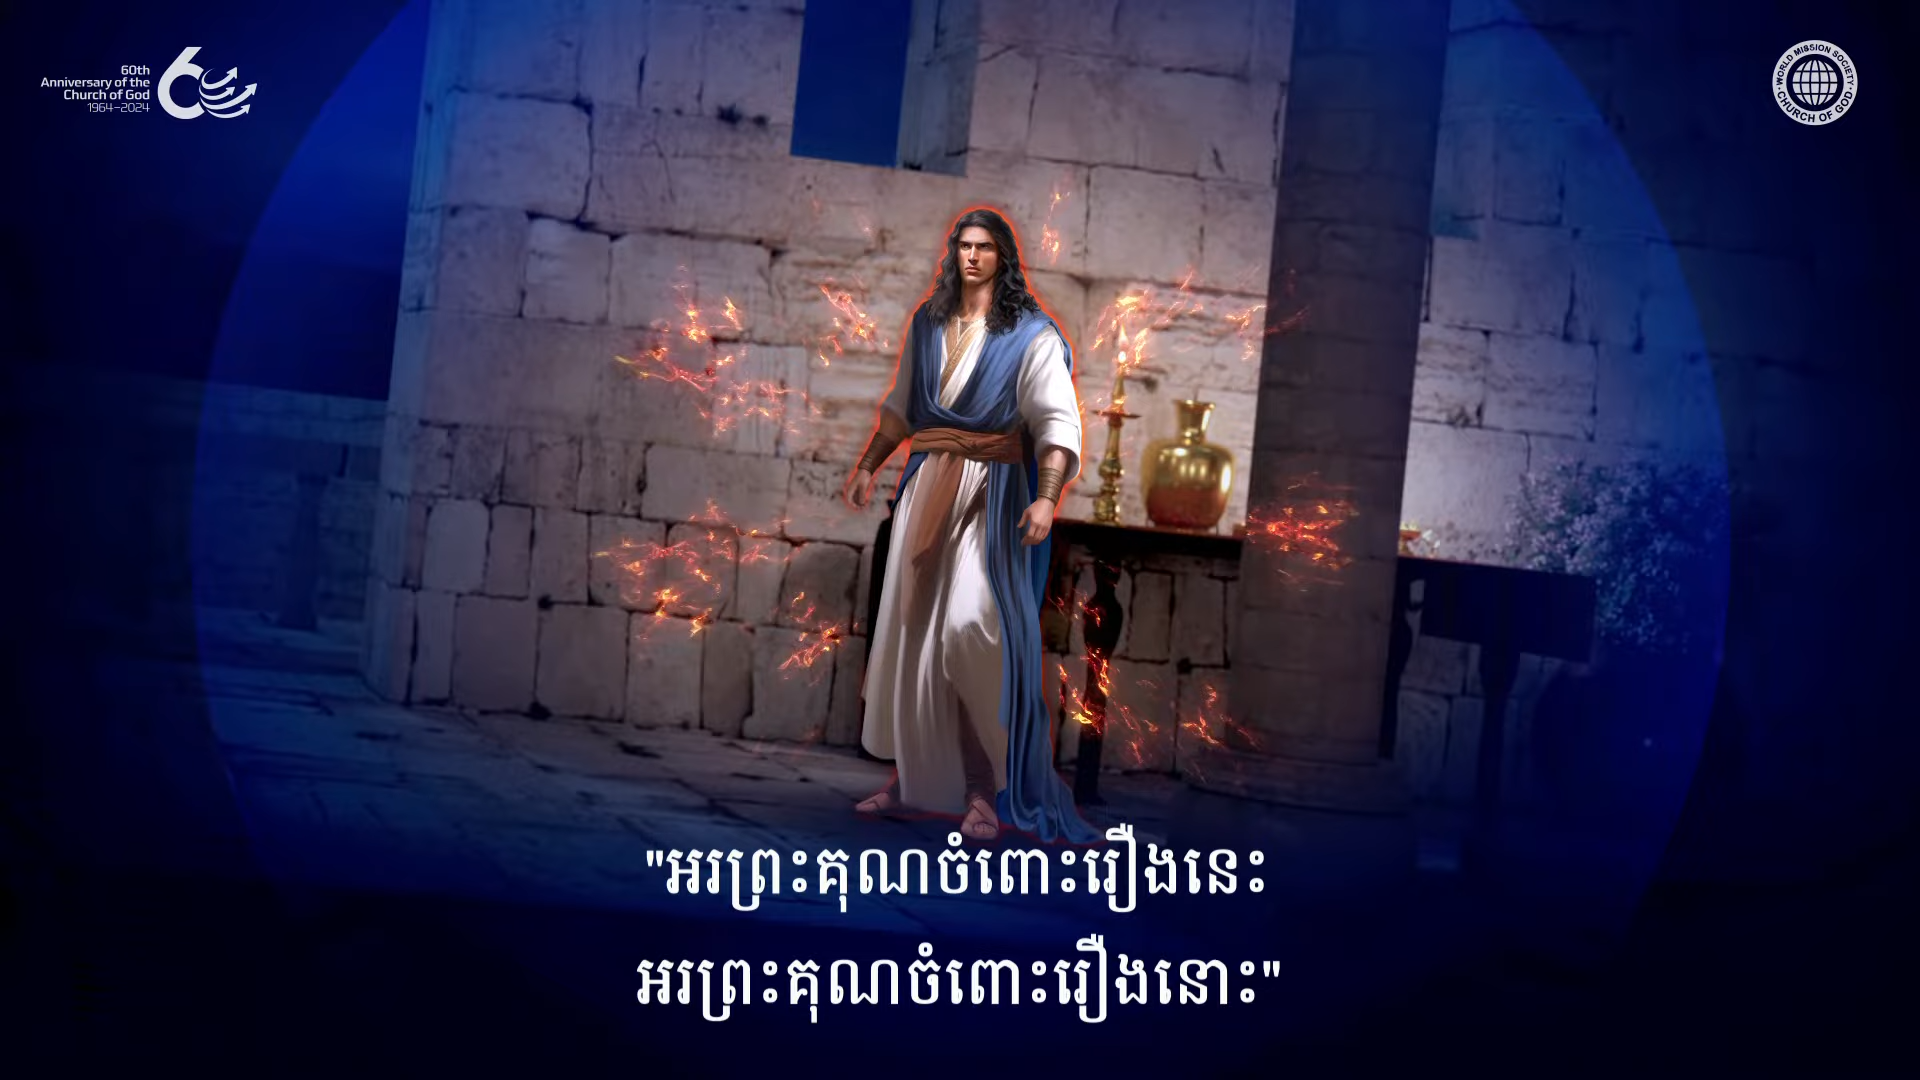 60th
Anniversary of the
Church of God
1964–2024
60
WORLD MISSION SOCIETY
CHURCH OF GOD
"អរព្រះគុណចំពោះរឿងនេះ
អរព្រះគុណចំពោះរឿងនោះ"